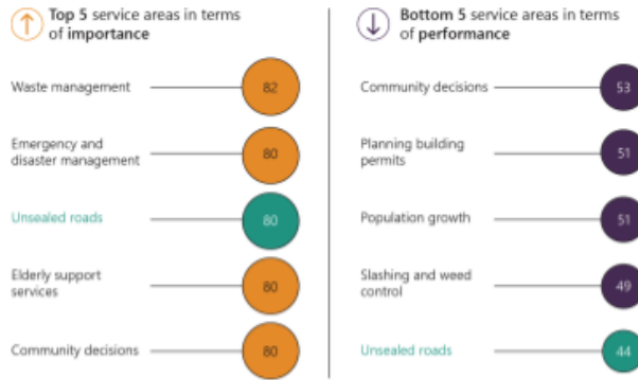 Top 5 service areas in terms
of importance
Waste management
82
Emergency and
disaster management
80
Unsealed roads
80
Elderly support
services
80
Community decisions
80
Bottom 5 service areas in terms
of performance
Community decisions
53
Planning building
permits
51
Population growth
51
Slashing and weed
control
49
Unsealed roads
44